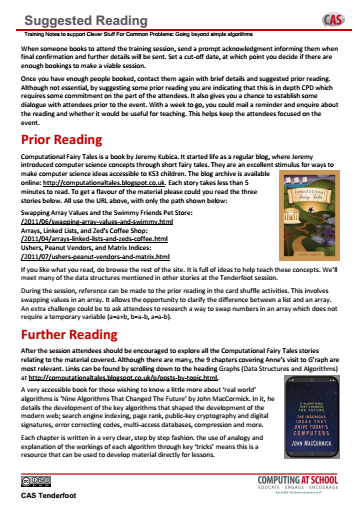 Suggested Reading
CAS
Training Notes to support Clever Stuff For Common Problems: Going beyond simple algorithms
When someone books to attend the training session, send a prompt acknowledgment informing them when
final confirmation and further details will be sent. Set a cut-off date, at which point you decide if there are
enough bookings to make a viable session.
Once you have enough people booked, contact them again with brief details and suggested prior reading.
Although not essential, by suggesting some prior reading you are indicating that this is in depth CPD which
requires some commitment on the part of the attendees. It also gives you a chance to establish some
dialogue with attendees prior to the event. With a week to go, you could mail a reminder and enquire about
the reading and whether it would be useful for teaching. This helps keep the attendees focused on the
event.
Prior Reading
Computational Fairy Tales is a book by Jeremy Kubica. It started life as a regular blog, where Jeremy
introduced computer science concepts through short fairy tales. They are an excellent stimulus for ways to
make computer science ideas accessible to KS3 children. The blog archive is available
online: http://computationaltales.blogspot.co.uk. Each story takes less than 5
minutes to read. To get a flavour of the material please could you read the three
stories below. All use the URL above, with only the path shown below:
Computational
Fairy Tales
Swapping Array Values and the Swimmy Friends Pet Store:
/2011/06/swapping-array-values-and-swimmy.html
Arrays, Linked Lists, and Zed's Coffee Shop:
/2011/04/arrays-linked-lists-and-zeds-coffee.html
Ushers, Peanut Vendors, and Matrix Indices:
/2011/07/ushers-peanut-vendors-and-matrix.html
If you like what you read, do browse the rest of the site. It is full of ideas to help teach these concepts. We'll
meet many of the data structures mentioned in other stories at the Tenderfoot session.
During the session, reference can be made to the prior reading in the card shuffle activities. This involves
swapping values in an array. It allows the opportunity to clarify the difference between a list and an array.
An extra challenge could be to ask attendees to research a way to swap numbers in an array which does not
require a temporary variable (a=a+b, b=a-b, a=a-b).
Further Reading
After the session attendees should be encouraged to explore all the Computational Fairy Tales stories
relating to the material covered. Although there are many, the 9 chapters covering Anne's visit to G'raph are
most relevant. Links can be found by scrolling down to the heading Graphs (Data Structures and Algorithms)
at http://computationaltales.blogspot.co.uk/p/posts-by-topic.html.
A very accessible book for those wishing to know a little more about 'real world'
algorithms is 'Nine Algorithms That Changed The Future' by John MacCormick. In it, he
details the development of the key algorithms that shaped the development of the
modern web; search engine indexing, page rank, public-key cryptography and digital
signatures, error correcting codes, multi-access databases, compression and more.
THE INGENIOUS
IDEAS THAT
DRIVE TODAY'S
COMPUTERS
JOHN MACCORMICK
Each chapter is written in a very clear, step by step fashion. the use of analogy and
explanation of the workings of each algorithm through key 'tricks' means this is a
resource that can be used to develop material directly for lessons.
COMPUTING AT SCHOOL
EDUCATE · ENGAGE · ENCOURAGE
CAS Tenderfoot